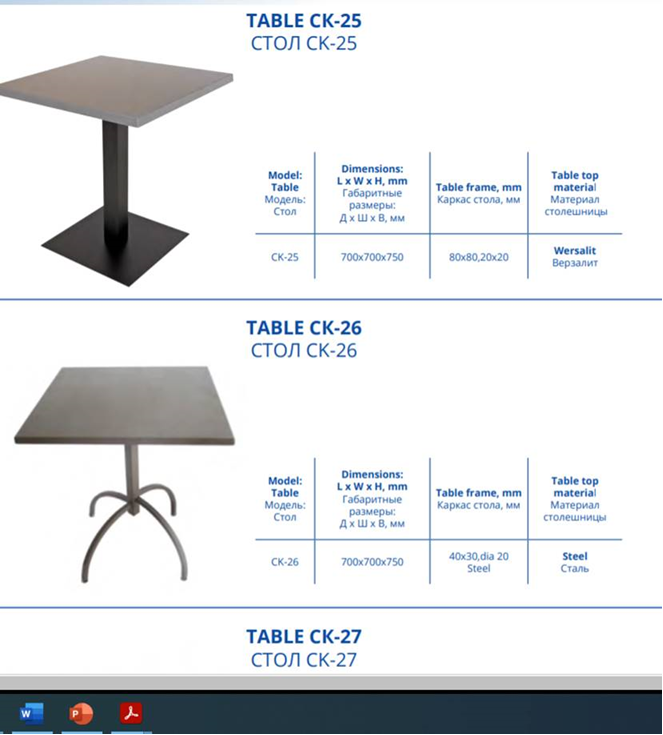 TABLE CK-25
СТОЛ СК-25
Model:
Table
Модель:
Стол
Dimensions:
L x W x H, mm
Габаритные
размеры:
Д x Ш x В, мм
Table frame, mm
Каркас стола, мм
Table top
material
Материал
столешницы
CK-25
700x700x750
80x80,20x20
Wersalit
Верзалит
TABLE CK-26
СТОЛ СК-26
Model:
Table
Модель:
Стол
Dimensions:
L x W x H, mm
Габаритные
размеры:
Д x Ш x В, мм
Table frame, mm
Каркас стола, мм
Table top
material
Материал
столешницы
CK-26
700x700x750
40x30,dia 20
Steel
Steel
Сталь
TABLE CK-27
СТОЛ СК-27
W
P